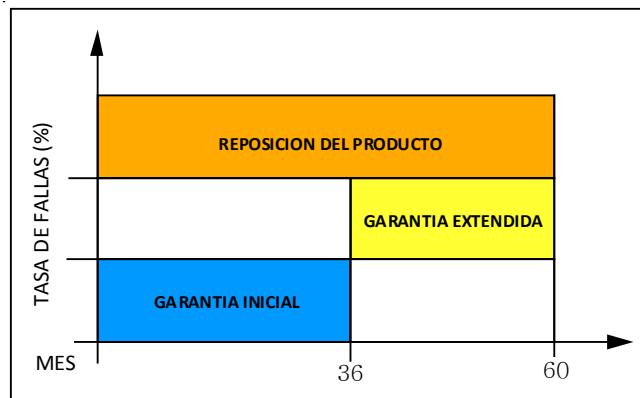 TASA DE FALLAS (%)
REPOSICION DEL PRODUCTO
GARANTIA EXTENDIDA
GARANTIA INICIAL
MES
36
60